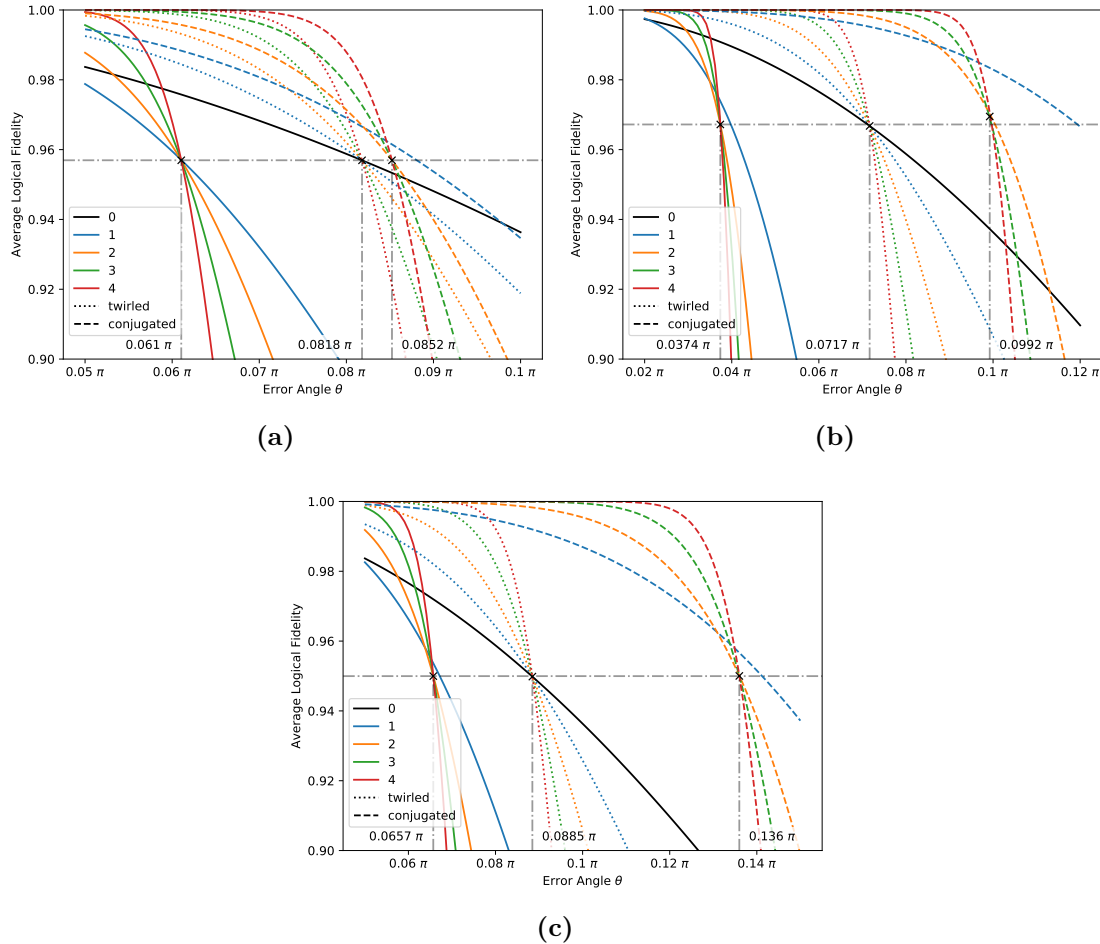 1.00
0.98
0.96
0.94
0.92
0.90
Average Logical Fidelity
0
1
2
3
4
twirled
conjugated
0.061 π
0.0818 π
0.0852 π
0.05 π
0.06 π
0.07 π
0.08 π
0.09 π
0.1 π
Error Angle θ
(a)
1.00
0.98
0.96
0.94
0.92
0.90
Average Logical Fidelity
0
1
2
3
4
twirled
conjugated
0.0374 π
0.0717 π
0.0992 π
0.02 π
0.04 π
0.06 π
0.08 π
0.1 π
0.12 π
Error Angle θ
(b)
1.00
0.98
0.96
0.94
0.92
0.90
Average Logical Fidelity
0
1
2
3
4
twirled
conjugated
0.0657 π
0.0885 π
0.136 π
0.06 π
0.08 π
0.1 π
0.12 π
0.14 π
Error Angle θ
(c)